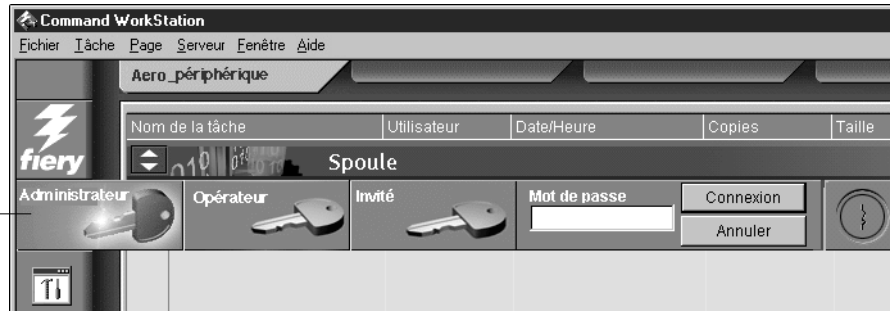 Command WorkStation
Fichier Tâche Page Serveur Fenêtre Aide
Aero_périphérique
Nom de la tâche Utilisateur Date/Heure Copies Taille
fiery
Spoule
Administrateur Opérateur Invité Mot de passe Connexion
Annuler